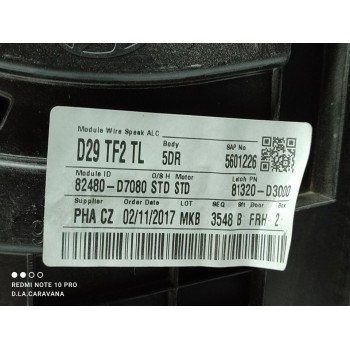 Module Wire Speak ALC
Body
SAP No
D29 TF2 TL
5DR
5601226
Module ID
O/S H Motor
Latch PN
82480-D7080 STD STD
81320-D3000
Supplier
Order Date
LOT
SEQ
SH
Door
PHA CZ
02/11/2017
MKB
3548
B
FRH
2
REDMI NOTE 10 PRO
D.LA.CARAVANA